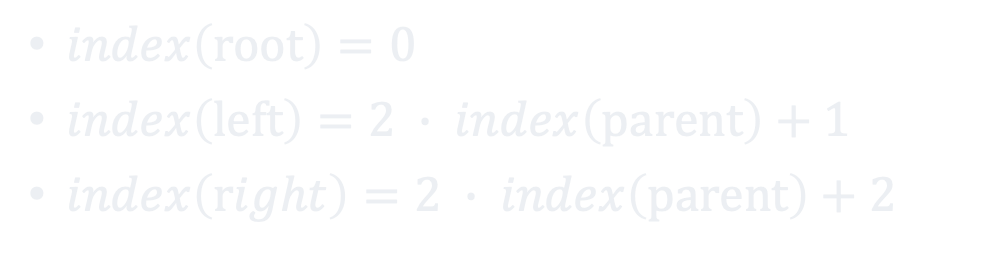 • index(root) = 0
• index(left) = 2 · index(parent) + 1
• index(right) = 2 · index(parent) + 2